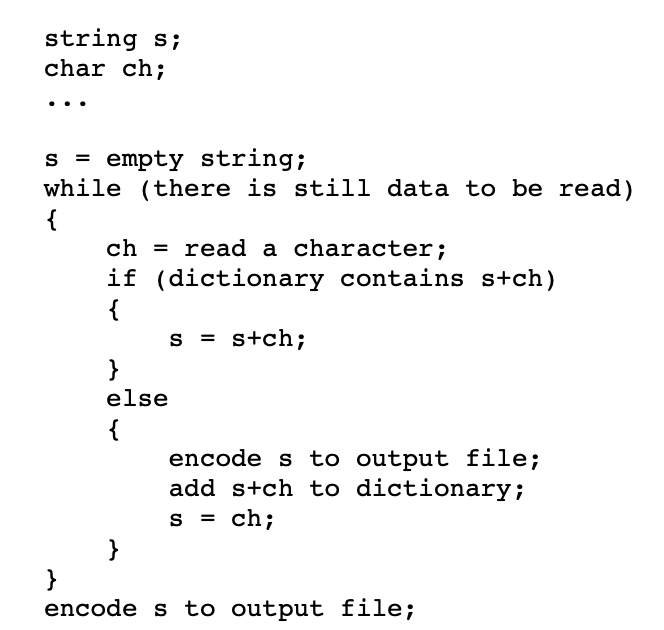 string s;
char ch;
...

s = empty string;
while (there is still data to be read)
{
    ch = read a character;
    if (dictionary contains s+ch)
    {
        s = s+ch;
    }
    else
    {
        encode s to output file;
        add s+ch to dictionary;
        s = ch;
    }
}
encode s to output file;